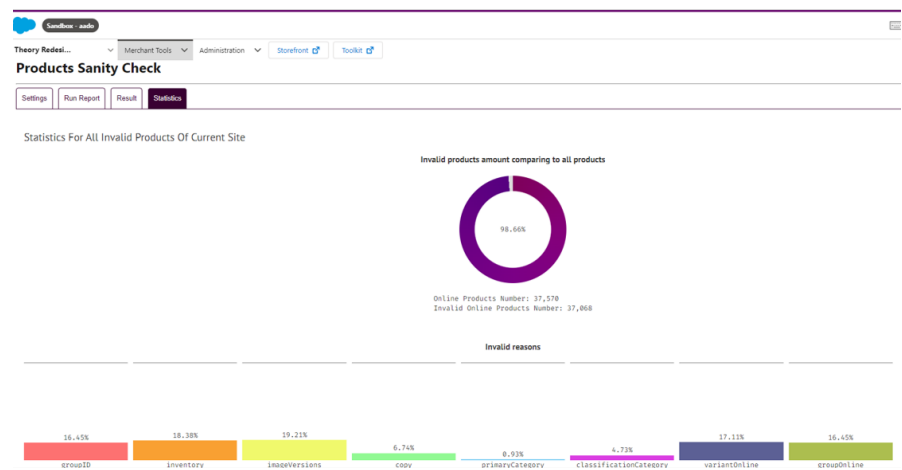 Sandbox - aado
Theory Redesi... Merchant Tools Administration Storefront Toolkit
Products Sanity Check
Settings Run Report Result Statistics
Statistics For All Invalid Products Of Current Site
Invalid products amount comparing to all products
98.66%
Online Products Number: 37,570
Invalid Online Products Number: 37,068
Invalid reasons
16.45% 18.38% 19.21% 6.74% 0.93% 4.73% 17.11% 16.45%
groupID inventory imageVersions copy primaryCategory classificationCategory variantOnline groupOnline